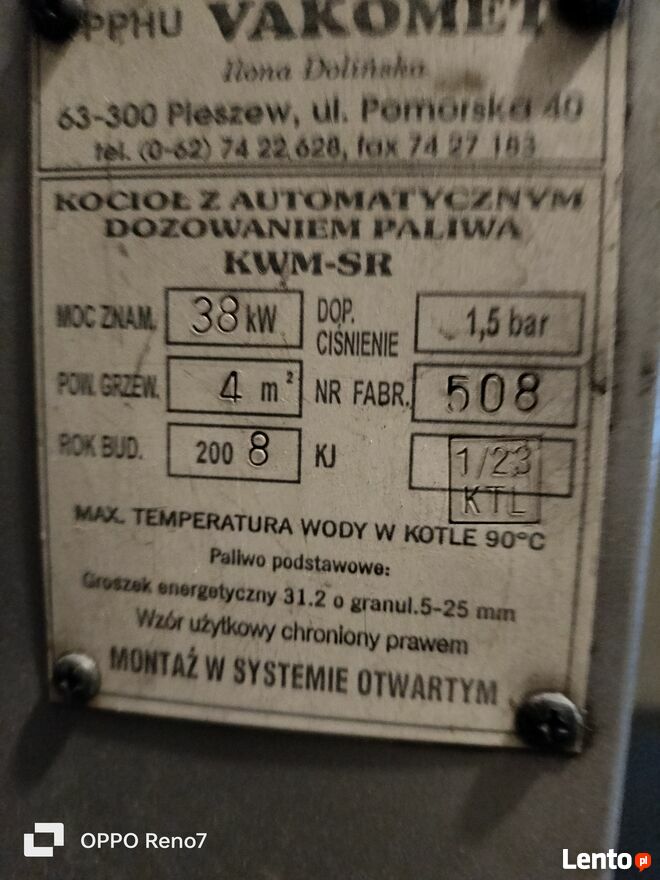 PPHU VAKOMET
Ilona Dolińska
63-300 Pleszew, ul. Pomorska 40
tel. (0-62) 74 22 628, fax 74 27 183
KOCIOŁ Z AUTOMATYCZNYM
DOZOWANIEM PALIWA
KWM-SR
MOC ZNAM. 38 kW DOP. CIŚNIENIE 1,5 bar
POW. GRZEW. 4 m² NR FABR. 508
ROK BUD. 2008 KJ 1/23 KTL
MAX. TEMPERATURA WODY W KOTLE 90°C
Paliwo podstawowe:
Groszek energetyczny 31.2 o granul.5-25 mm
Wzór użytkowy chroniony prawem
MONTAŻ W SYSTEMIE OTWARTYM
OPPO Reno7
Lento.pl